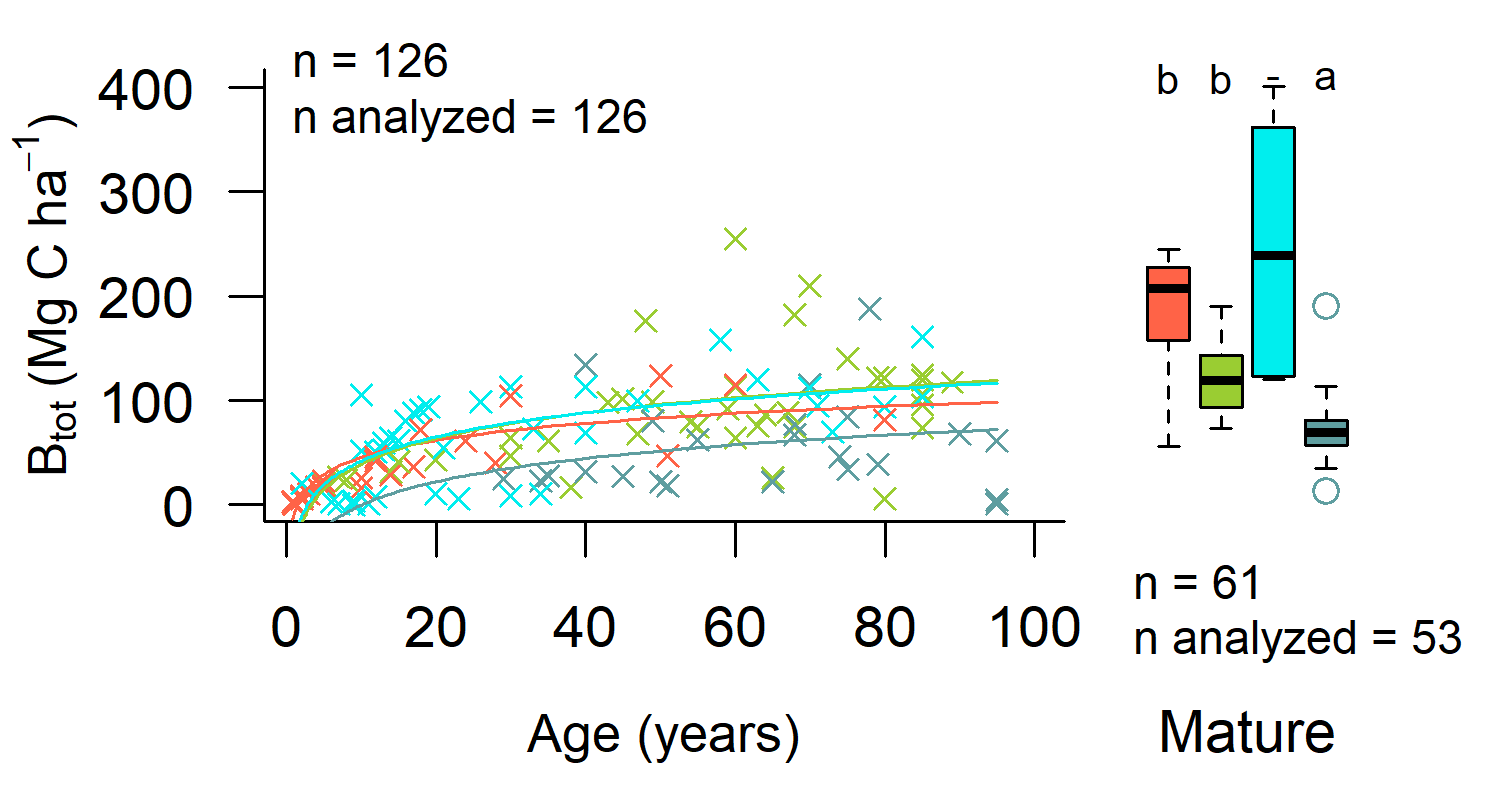 n = 126
n analyzed = 126
B_tot (Mg C ha⁻¹)
400
300
200
100
0
0 20 40 60 80 100
Age (years)
b b - a
n = 61
n analyzed = 53
Mature